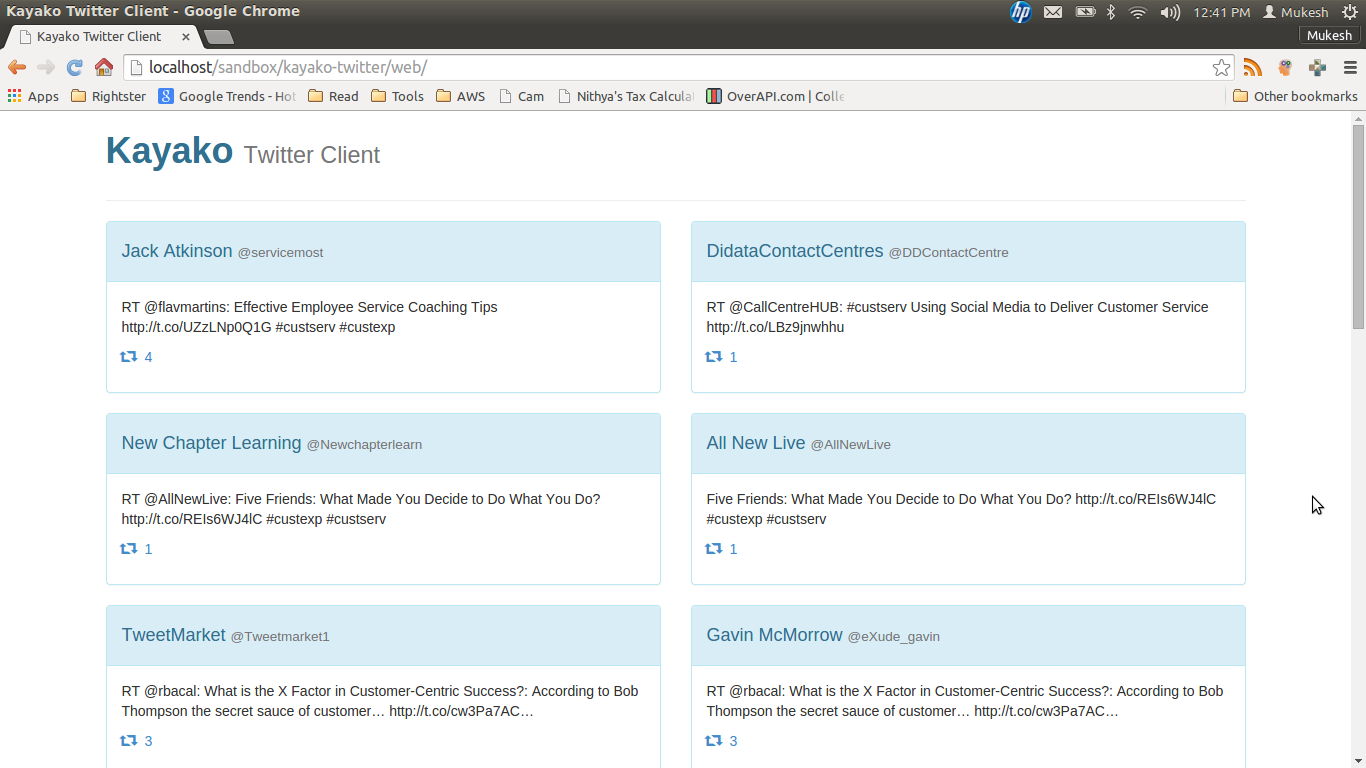 Kayako Twitter Client - Google Chrome
12:41 PM Mukesh
Kayako Twitter Client
Mukesh
localhost/sandbox/kayako-twitter/web/
Apps Rightster Google Trends - Hot Read Tools AWS Cam Nithya's Tax Calcula OverAPI.com | Colle Other bookmarks
Kayako Twitter Client
Jack Atkinson @servicemost
RT @flavmartins: Effective Employee Service Coaching Tips
http://t.co/UZzLNp0Q1G #custserv #custexp
4
DidataContactCentres @DDContactCentre
RT @CallCentreHUB: #custserv Using Social Media to Deliver Customer Service
http://t.co/LBz9jnwhhu
1
New Chapter Learning @Newchapterlearn
RT @AllNewLive: Five Friends: What Made You Decide to Do What You Do?
http://t.co/REIs6WJ4lC #custexp #custserv
1
All New Live @AllNewLive
Five Friends: What Made You Decide to Do What You Do? http://t.co/REIs6WJ4lC
#custexp #custserv
1
TweetMarket @Tweetmarket1
RT @rbacal: What is the X Factor in Customer-Centric Success?: According to Bob
Thompson the secret sauce of customer… http://t.co/cw3Pa7AC…
3
Gavin McMorrow @eXude_gavin
RT @rbacal: What is the X Factor in Customer-Centric Success?: According to Bob
Thompson the secret sauce of customer… http://t.co/cw3Pa7AC…
3